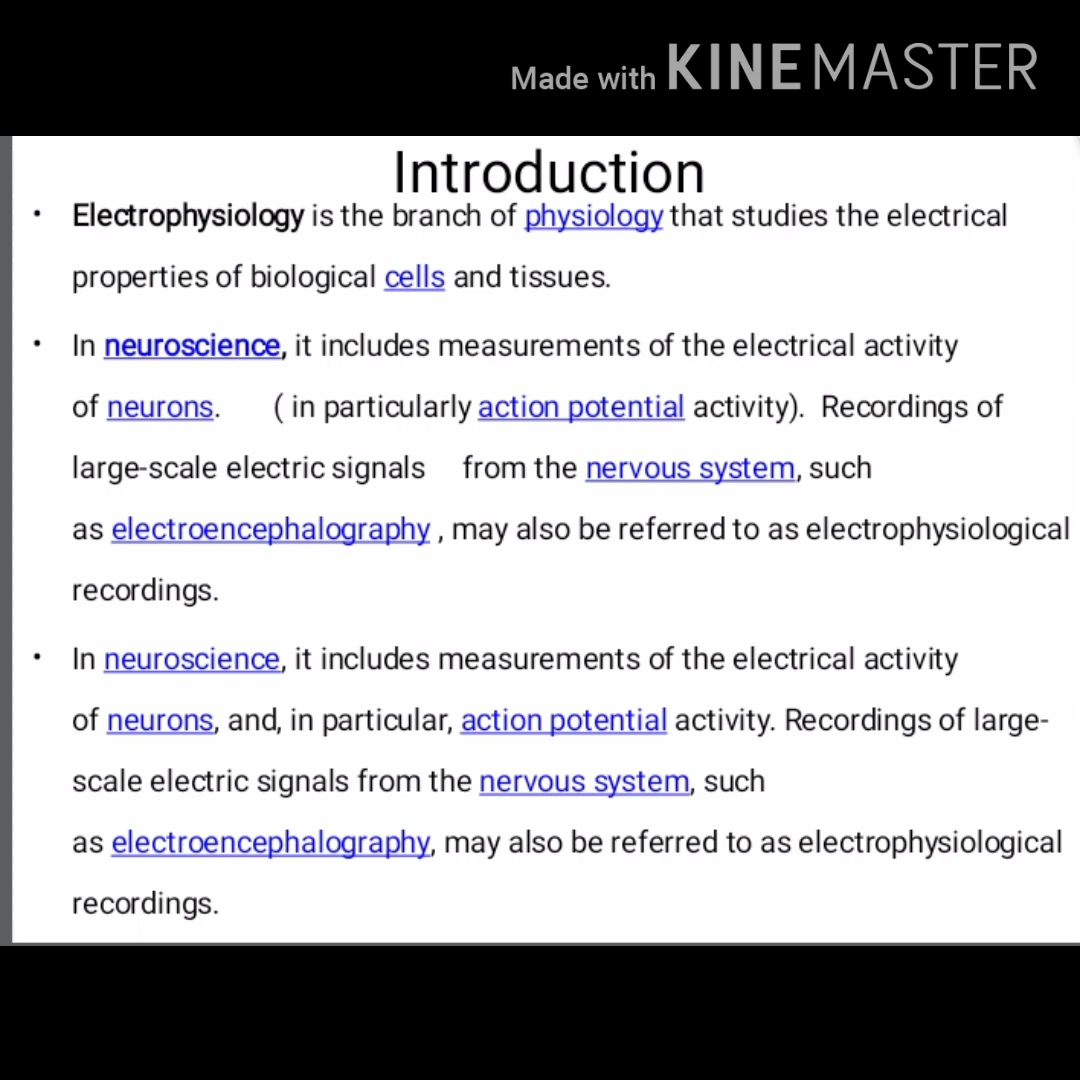 Made with KINEMASTER
Introduction
• Electrophysiology is the branch of physiology that studies the electrical
properties of biological cells and tissues.
• In neuroscience, it includes measurements of the electrical activity
of neurons. ( in particularly action potential activity). Recordings of
large-scale electric signals from the nervous system, such
as electroencephalography , may also be referred to as electrophysiological
recordings.
• In neuroscience, it includes measurements of the electrical activity
of neurons, and, in particular, action potential activity. Recordings of large-
scale electric signals from the nervous system, such
as electroencephalography, may also be referred to as electrophysiological
recordings.